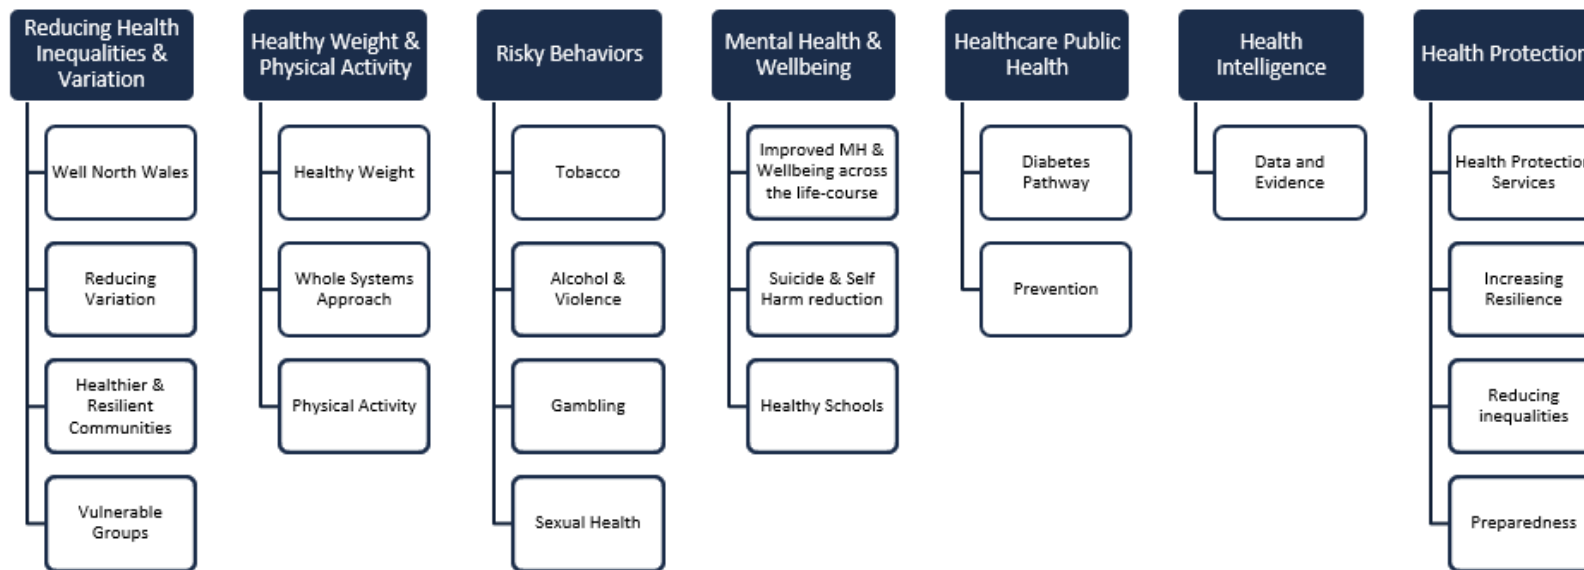 Reducing Health
Inequalities &
Variation
Well North Wales
Reducing
Variation
Healthier &
Resilient
Communities
Vulnerable
Groups
Healthy Weight &
Physical Activity
Healthy Weight
Whole Systems
Approach
Physical Activity
Risky Behaviors
Tobacco
Alcohol &
Violence
Gambling
Sexual Health
Mental Health &
Wellbeing
Improved MH &
Wellbeing across
the life-course
Suicide & Self
Harm reduction
Healthy Schools
Healthcare Public
Health
Diabetes
Pathway
Prevention
Health
Intelligence
Data and
Evidence
Health Protection
Health Protection
Services
Increasing
Resilience
Reducing
inequalities
Preparedness